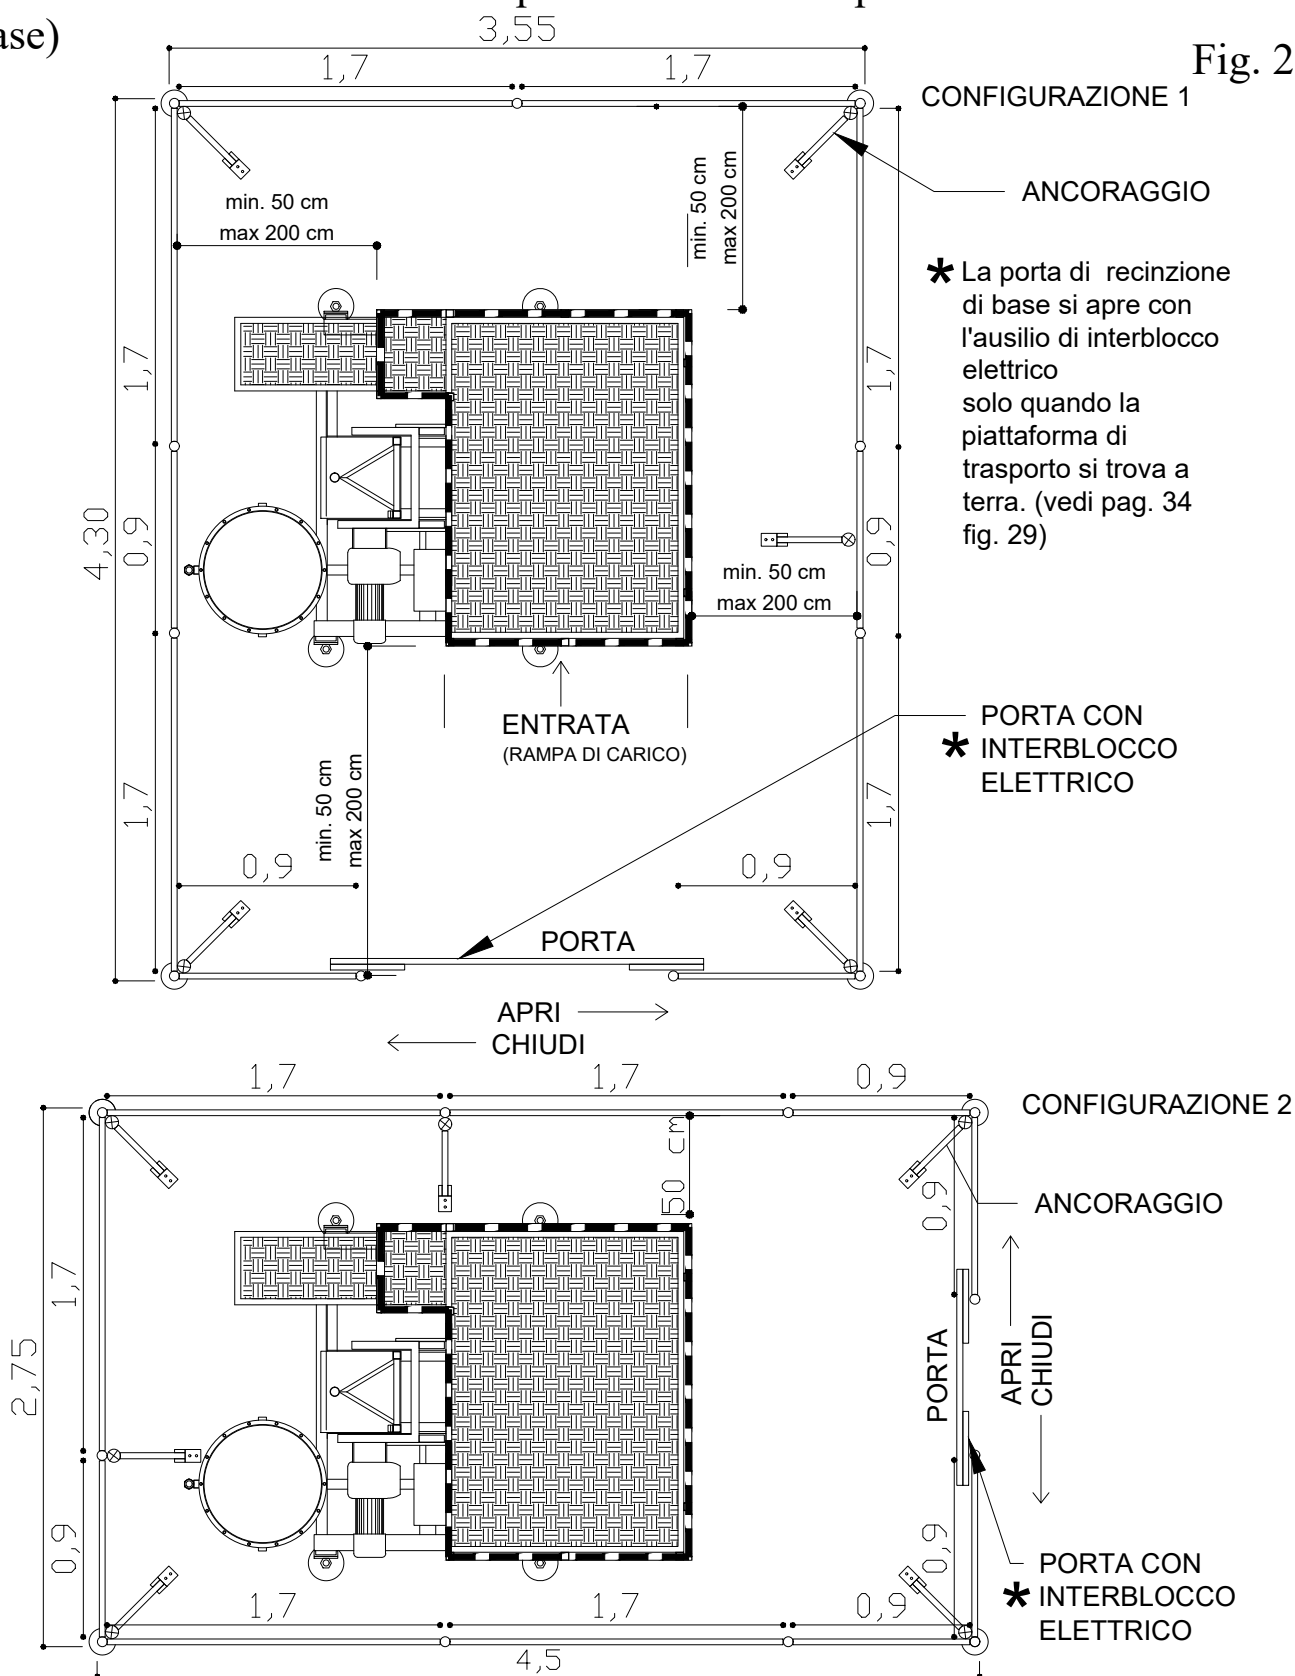 ase)
3,55
Fig. 2
1,7
1,7
CONFIGURAZIONE 1
ANCORAGGIO
min. 50 cm
max 200 cm
min. 50 cm
max 200 cm
* La porta di recinzione
di base si apre con
l'ausilio di interblocco
elettrico
solo quando la
piattaforma di
trasporto si trova a
terra. (vedi pag. 34
fig. 29)
1,7
1,7
4,30
0,9
0,9
min. 50 cm
max 200 cm
ENTRATA
(RAMPA DI CARICO)
PORTA CON
* INTERBLOCCO
ELETTRICO
min. 50 cm
max 200 cm
1,7
1,7
0,9
0,9
PORTA
APRI
CHIUDI
1,7
1,7
0,9
CONFIGURAZIONE 2
50 cm
0,9
ANCORAGGIO
1,7
2,75
PORTA
APRI
CHIUDI
0,9
0,9
PORTA CON
* INTERBLOCCO
ELETTRICO
1,7
1,7
0,9
4,5